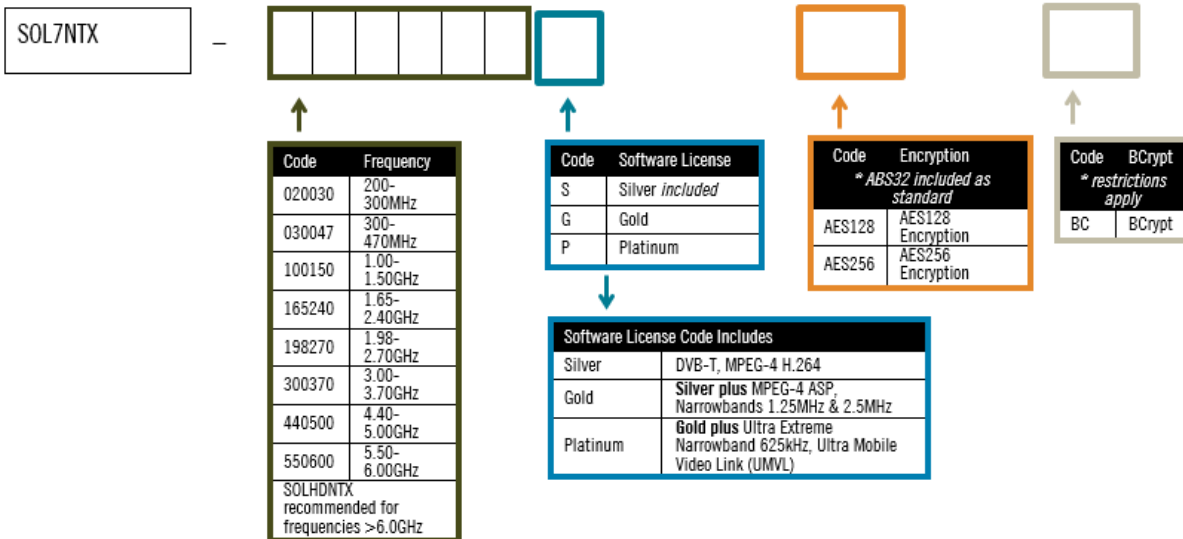 SOL7NTX
–
Code Frequency
020030 200-
300MHz
030047 300-
470MHz
100150 1.00-
1.50GHz
165240 1.65-
2.40GHz
198270 1.98-
2.70GHz
300370 3.00-
3.70GHz
440500 4.40-
5.00GHz
550600 5.50-
6.00GHz
SOLHDNTX
recommended for
frequencies >6.0GHz
Code Software License
S Silver included
G Gold
P Platinum
Software License Code Includes
Silver DVB-T, MPEG-4 H.264
Gold Silver plus MPEG-4 ASP,
Narrowbands 1.25MHz & 2.5MHz
Platinum Gold plus Ultra Extreme
Narrowband 625kHz, Ultra Mobile
Video Link (UMVL)
Code Encryption
* ABS32 included as
standard
AES128 AES128
Encryption
AES256 AES256
Encryption
Code BCrypt
* restrictions
apply
BC BCrypt